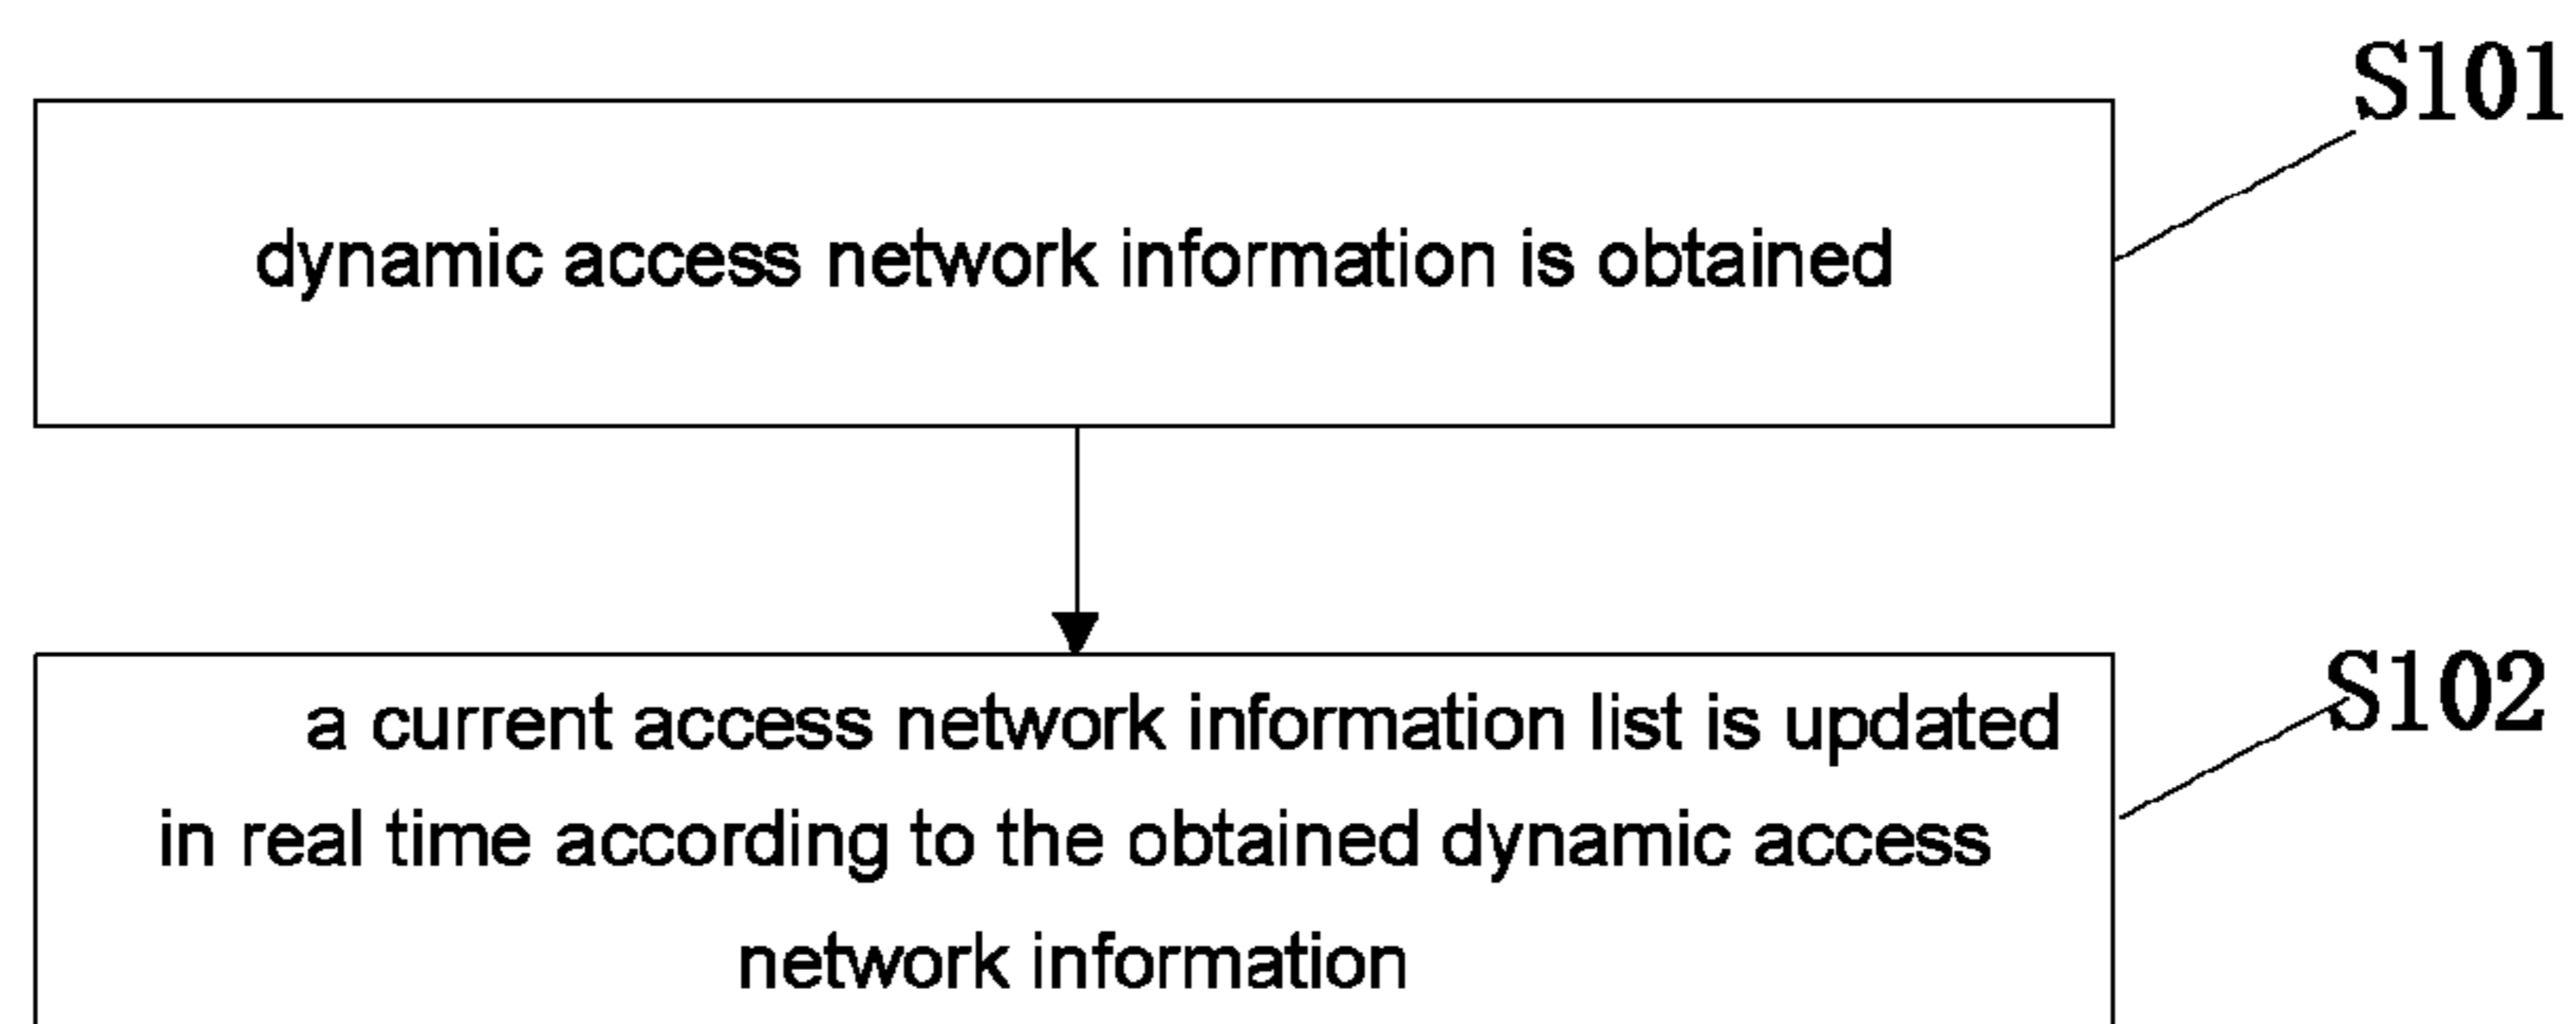 S101
dynamic access network information is obtained
S102
a current access network information list is updated
in real time according to the obtained dynamic access
network information